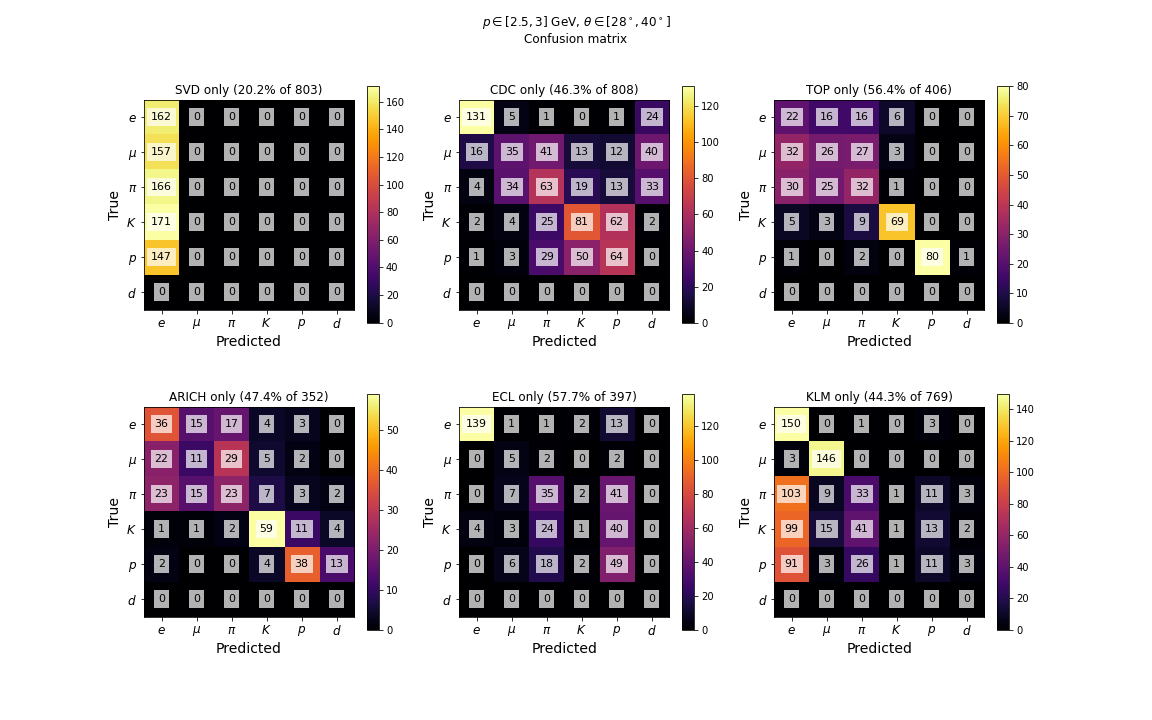 p ∈ [2.5, 3] GeV, θ ∈ [28°, 40°]
Confusion matrix
SVD only (20.2% of 803)
True
e 162 0 0 0 0 0
μ 157 0 0 0 0 0
π 166 0 0 0 0 0
K 171 0 0 0 0 0
p 147 0 0 0 0 0
d 0 0 0 0 0 0
e μ π K p d
Predicted
160
140
120
100
80
60
40
20
0
CDC only (46.3% of 808)
True
e 131 5 1 0 1 24
μ 16 35 41 13 12 40
π 4 34 63 19 13 33
K 2 4 25 81 62 2
p 1 3 29 50 64 0
d 0 0 0 0 0 0
e μ π K p d
Predicted
120
100
80
60
40
20
0
TOP only (56.4% of 406)
True
e 22 16 16 6 0 0
μ 32 26 27 3 0 0
π 30 25 32 1 0 0
K 5 3 9 69 0 0
p 1 0 2 0 80 1
d 0 0 0 0 0 0
e μ π K p d
Predicted
80
70
60
50
40
30
20
10
0
ARICH only (47.4% of 352)
True
e 36 15 17 4 3 0
μ 22 11 29 5 2 0
π 23 15 23 7 3 2
K 1 1 2 59 11 4
p 2 0 0 4 38 13
d 0 0 0 0 0 0
e μ π K p d
Predicted
50
40
30
20
10
0
ECL only (57.7% of 397)
True
e 139 1 1 2 13 0
μ 0 5 2 0 2 0
π 0 7 35 2 41 0
K 4 3 24 1 40 0
p 0 6 18 2 49 0
d 0 0 0 0 0 0
e μ π K p d
Predicted
120
100
80
60
40
20
0
KLM only (44.3% of 769)
True
e 150 0 1 0 3 0
μ 3 146 0 0 0 0
π 103 9 33 1 11 3
K 99 15 41 1 13 2
p 91 3 26 1 11 3
d 0 0 0 0 0 0
e μ π K p d
Predicted
140
120
100
80
60
40
20
0